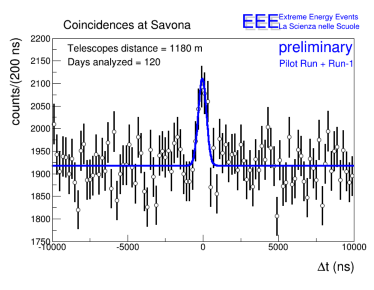 Coincidences at Savona
EEE Extreme Energy Events
La Scienza nelle Scuole
counts/(200 ns)
2200
2150
2100
2050
2000
1950
1900
1850
1800
1750
Telescopes distance = 1180 m
Days analyzed = 120
preliminary
Pilot Run + Run-1
-10000
-5000
0
5000
10000
Δt (ns)